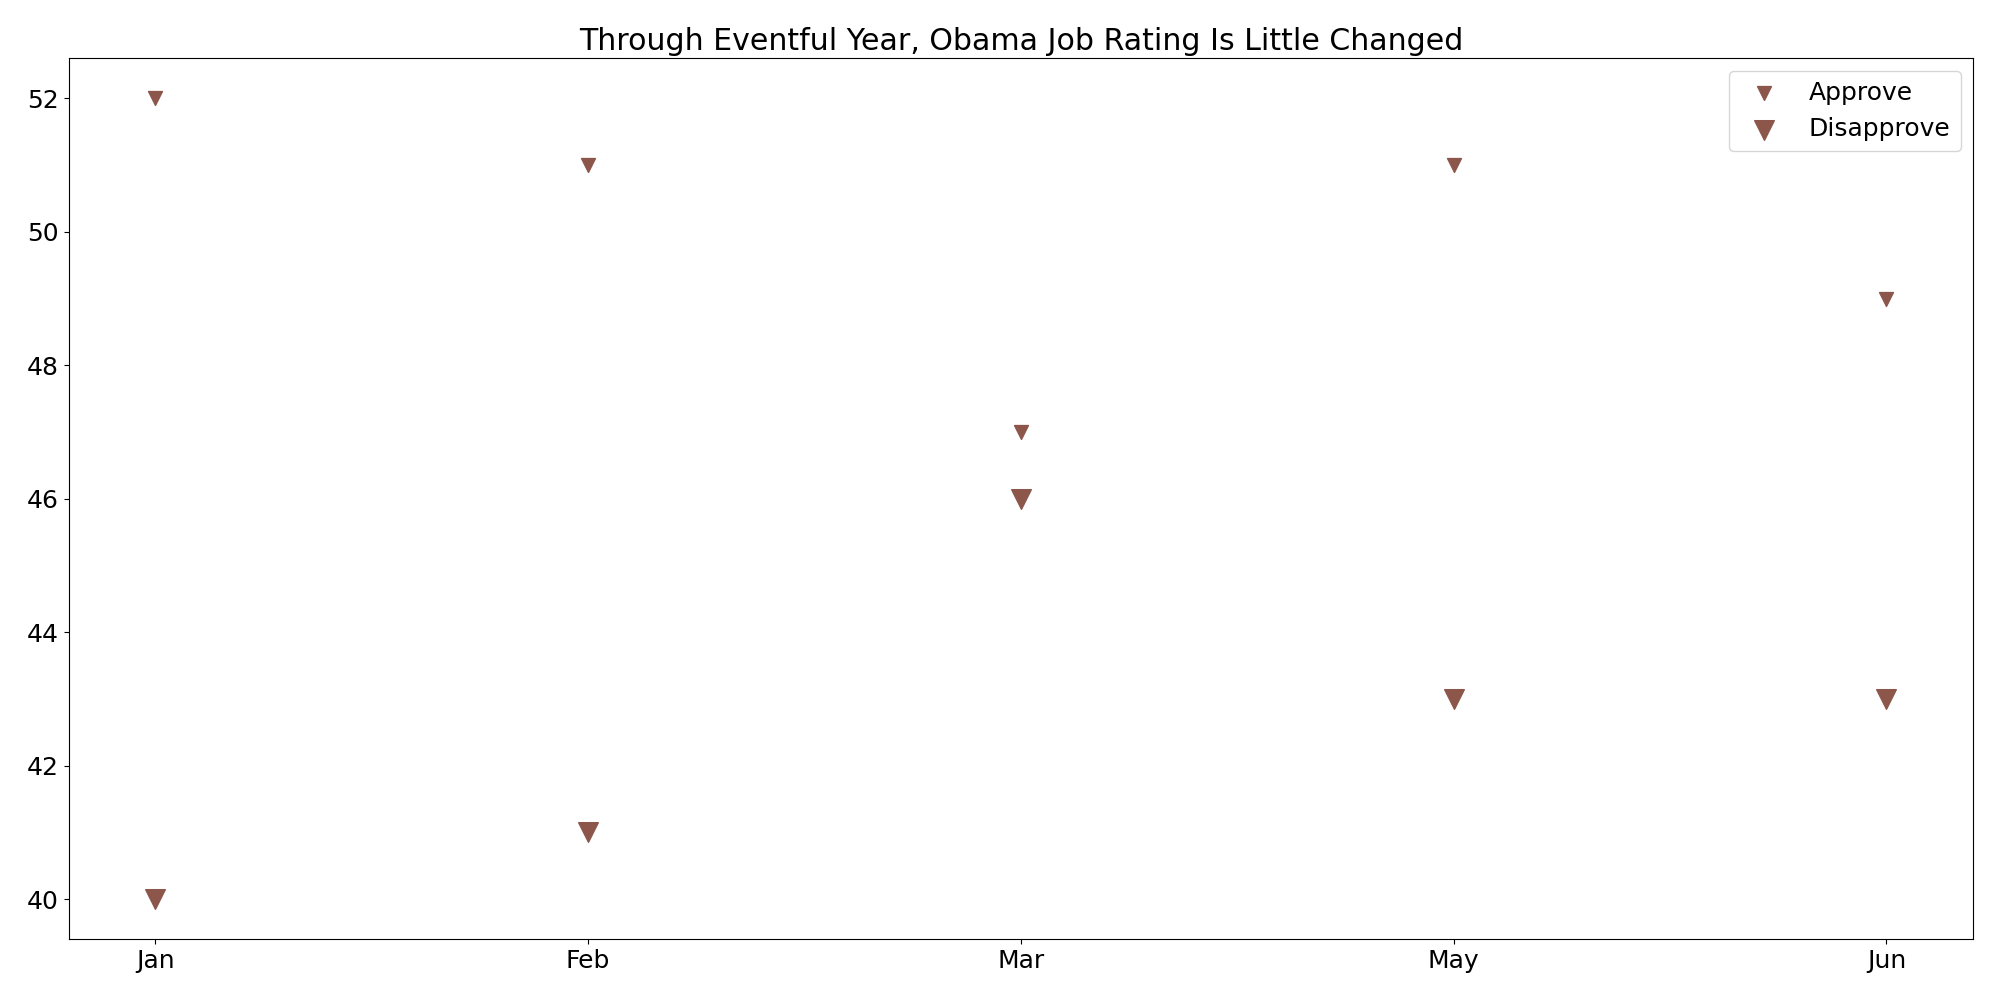 Through Eventful Year, Obama Job Rating Is Little Changed
Approve
Disapprove
52
50
48
46
44
42
40
Jan Feb Mar May Jun